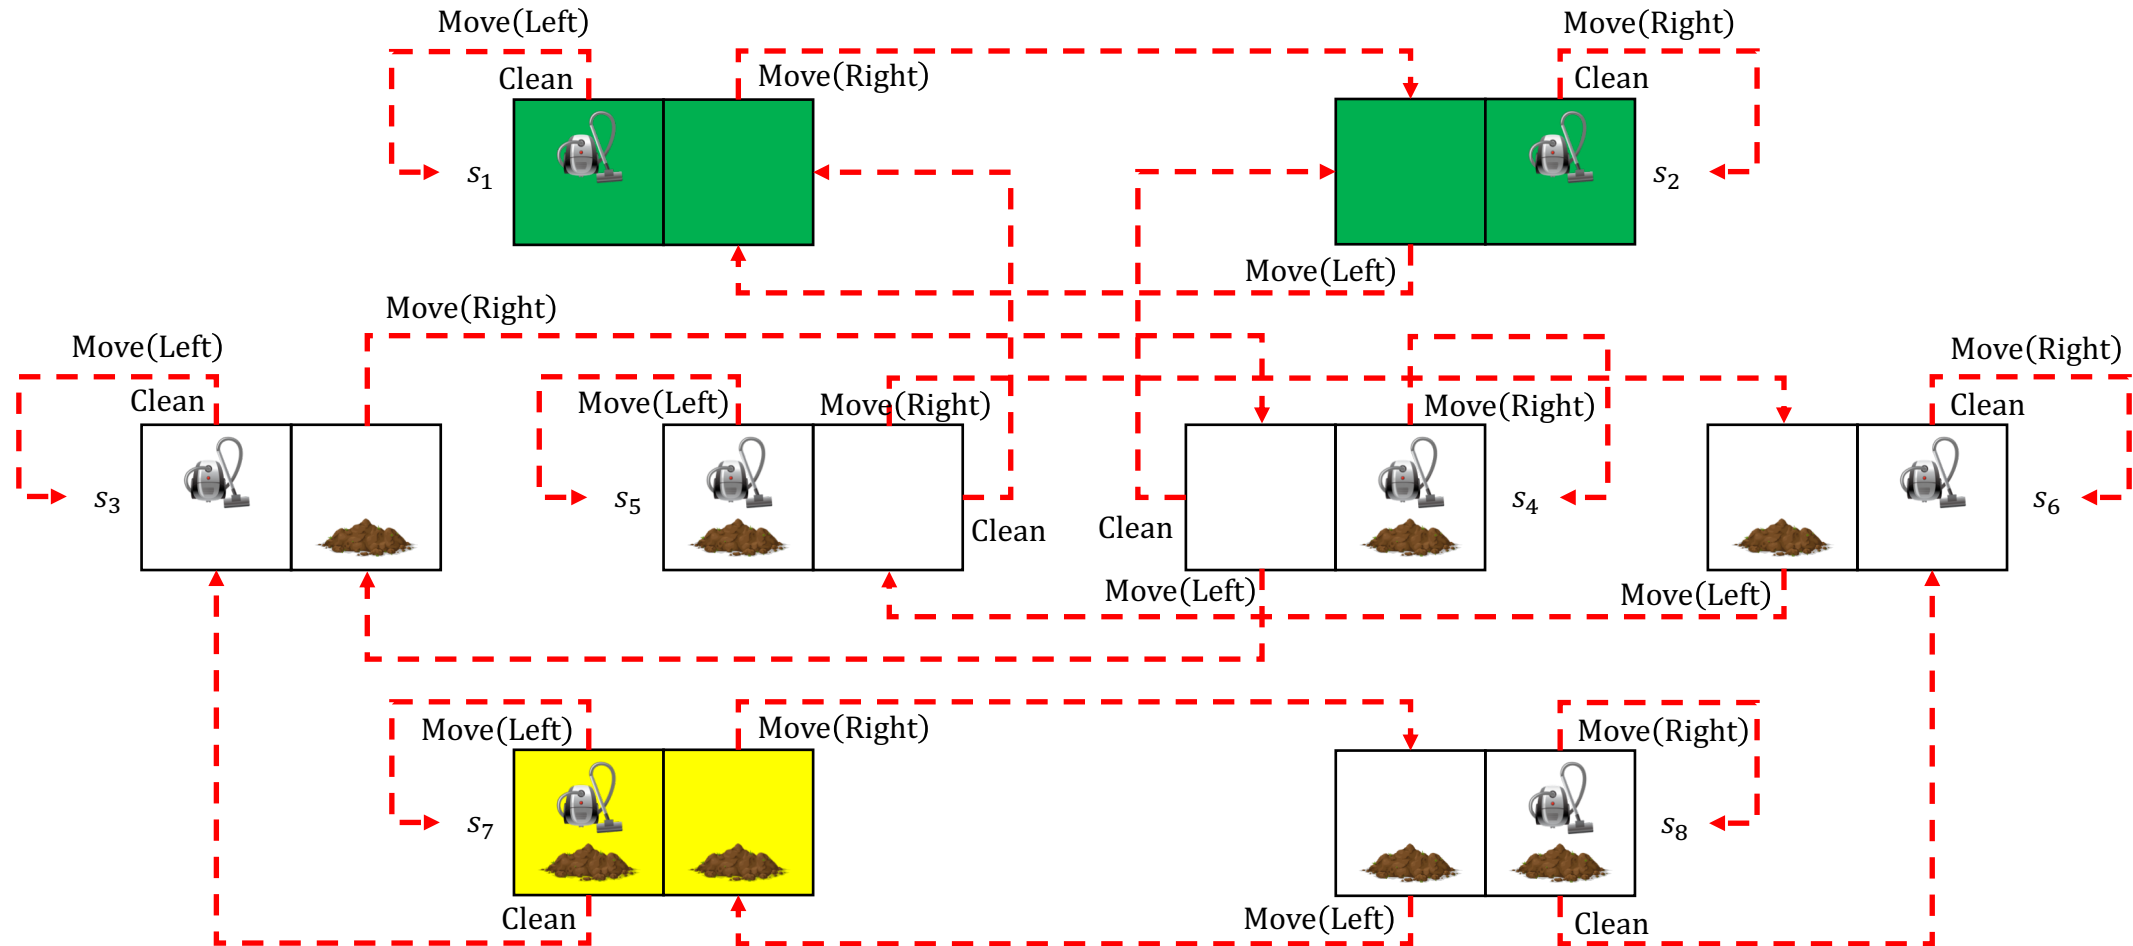 Move(Left)
Clean
Move(Right)
Move(Right)
Clean
s₁
s₂
Move(Left)
Move(Right)
Move(Left)
Clean
Move(Left)
Move(Right)
Move(Right)
Move(Right)
Clean
s₃
s₅
Clean
Clean
s₄
s₆
Move(Left)
Move(Left)
Move(Left)
Move(Right)
Move(Right)
s₇
s₈
Clean
Move(Left)
Clean